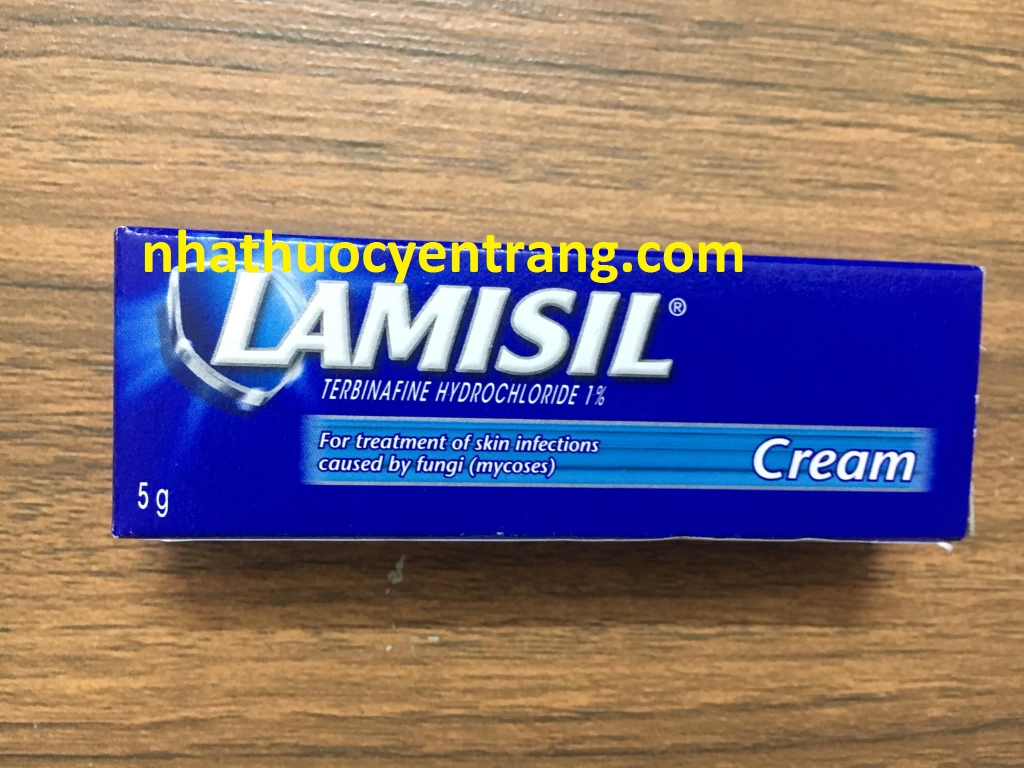 nhathuocyentrang.com
LAMISIL®
TERBINAFINE HYDROCHLORIDE 1%
For treatment of skin infections
caused by fungi (mycoses)
Cream
5 g